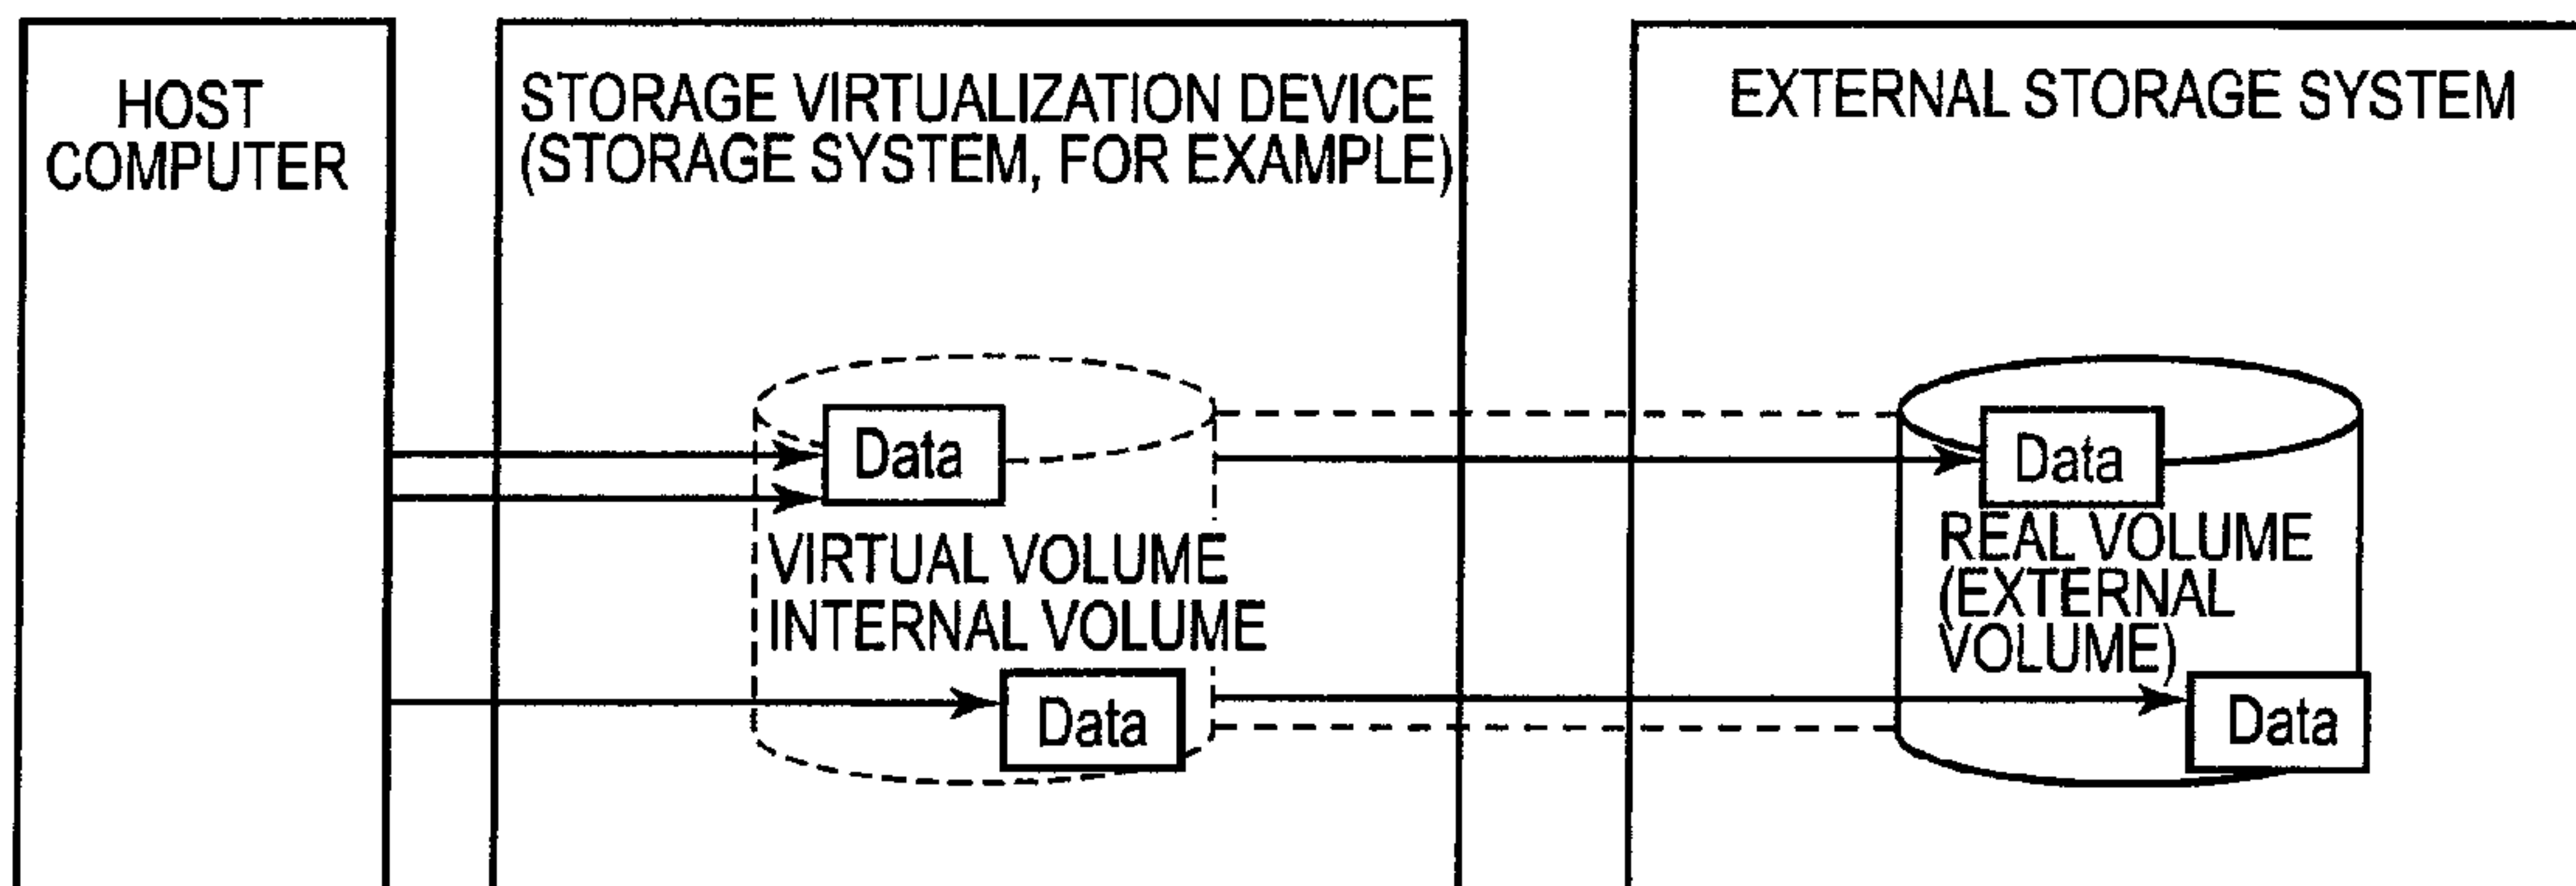 HOST
COMPUTER
STORAGE VIRTUALIZATION DEVICE
(STORAGE SYSTEM, FOR EXAMPLE)
EXTERNAL STORAGE SYSTEM
Data
VIRTUAL VOLUME
INTERNAL VOLUME
Data
Data
REAL VOLUME
(EXTERNAL
VOLUME)
Data